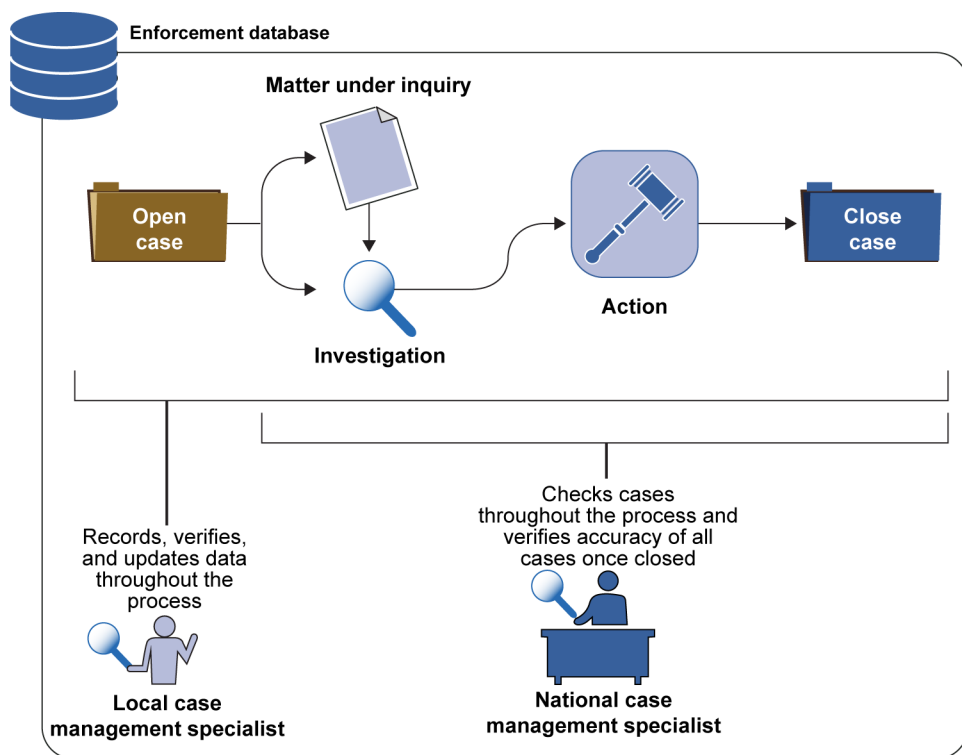 Enforcement database
Matter under inquiry
Open
case
Close
case
Action
Investigation
Checks cases
throughout the process and
verifies accuracy of all
cases once closed
Records, verifies,
and updates data
throughout the
process
Local case
management specialist
National case
management specialist